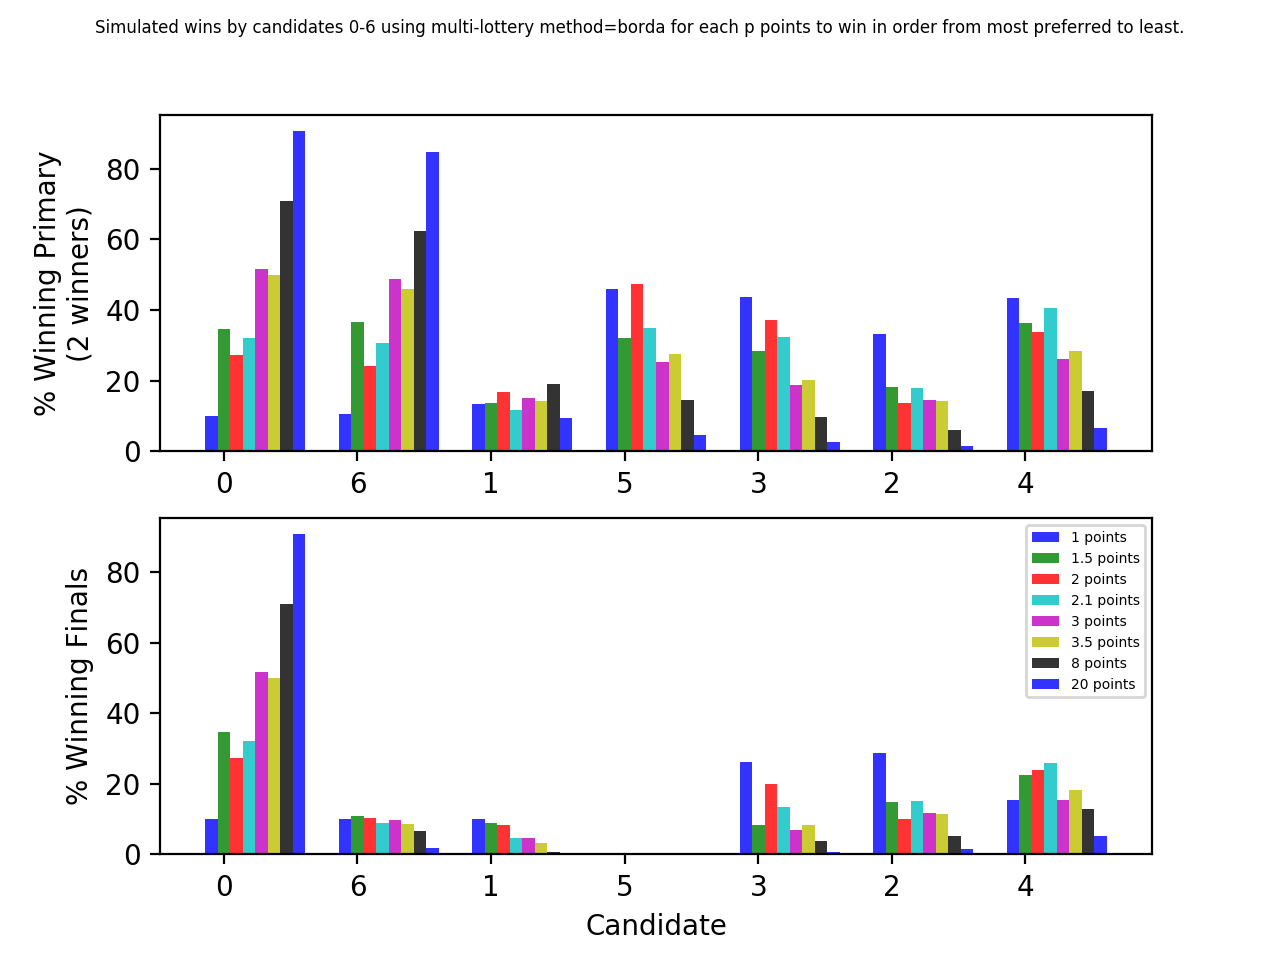 Simulated wins by candidates 0-6 using multi-lottery method=borda for each p points to win in order from most preferred to least.
% Winning Primary
(2 winners)
80
60
40
20
0
0 6 1 5 3 2 4
% Winning Finals
80
60
40
20
0
1 points
1.5 points
2 points
2.1 points
3 points
3.5 points
8 points
20 points
0 6 1 5 3 2 4
Candidate